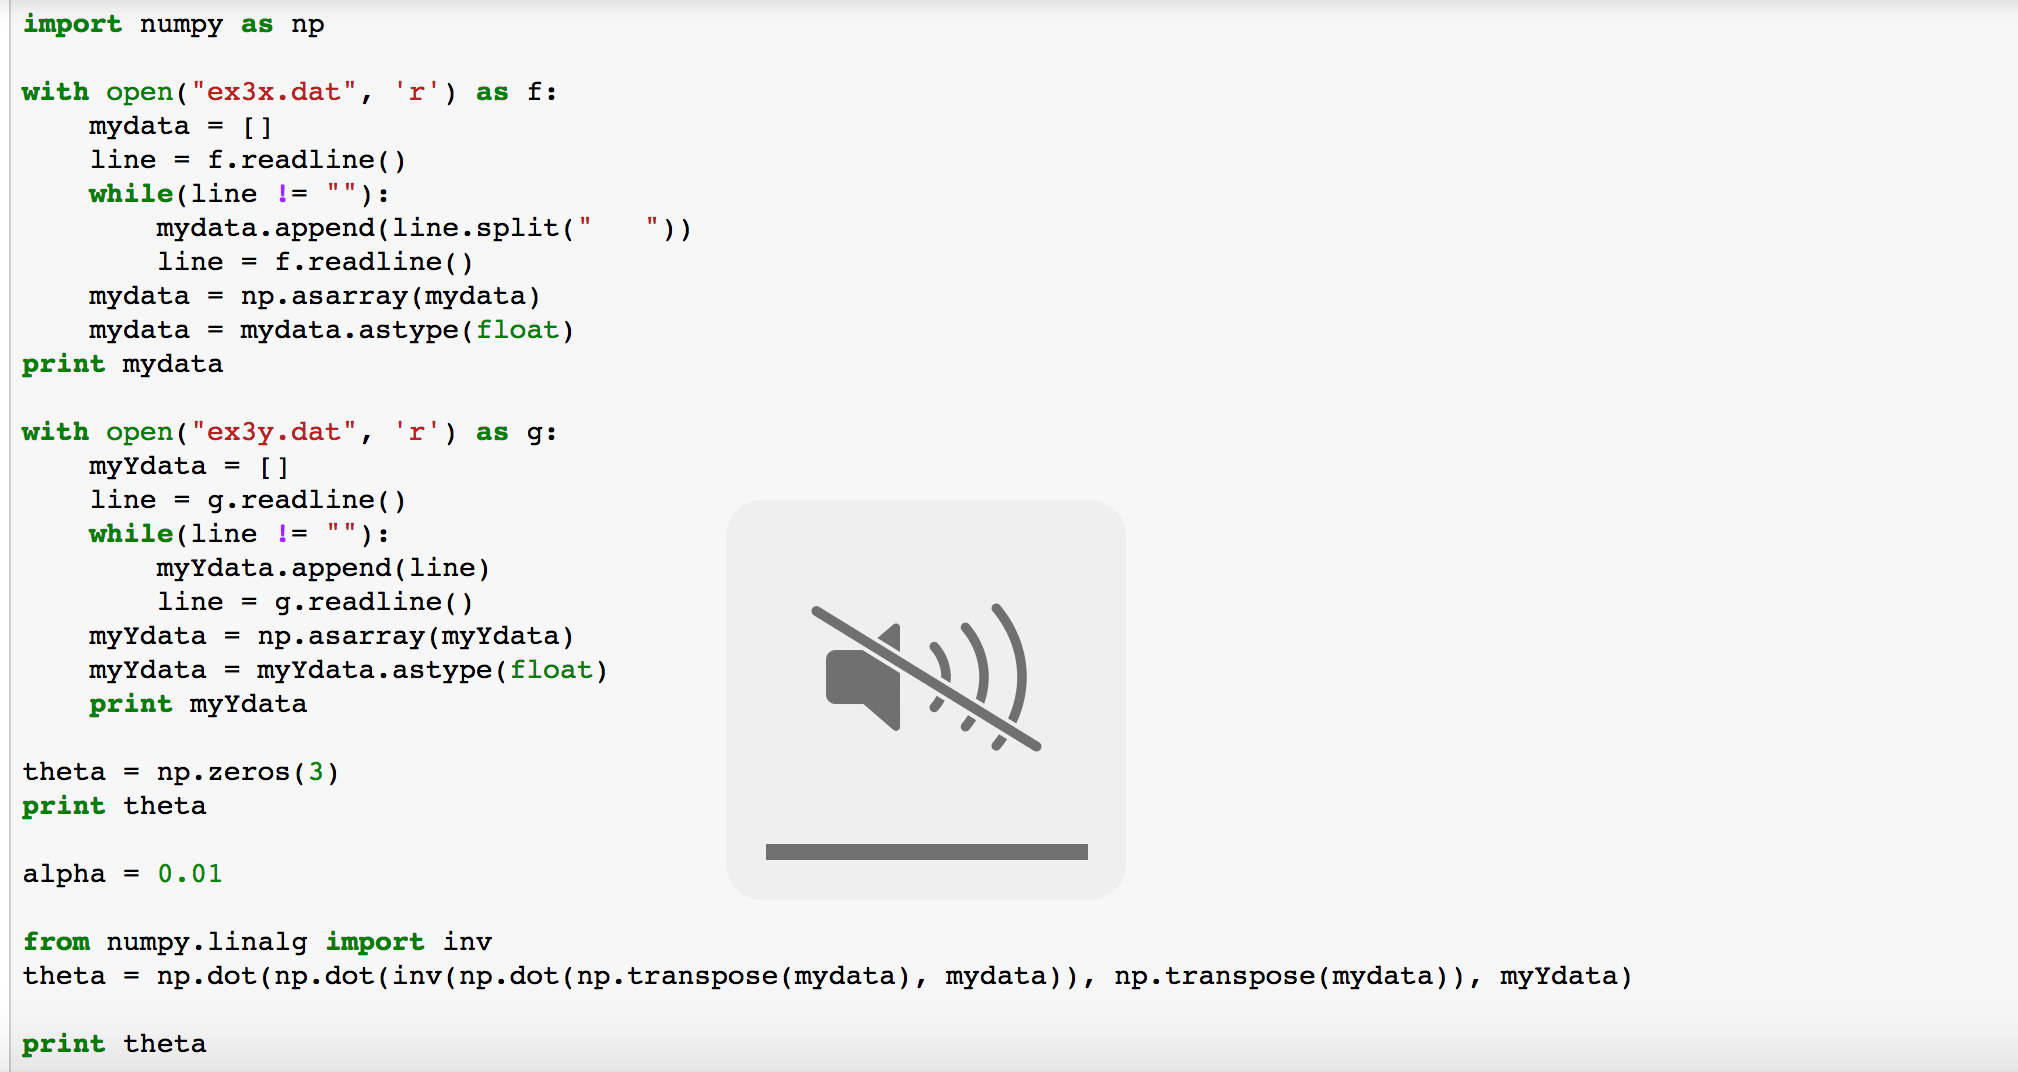 import numpy as np
with open("ex3x.dat", 'r') as f:
    mydata = []
    line = f.readline()
    while(line != ""):
        mydata.append(line.split("   "))
        line = f.readline()
    mydata = np.asarray(mydata)
    mydata = mydata.astype(float)
print mydata
with open("ex3y.dat", 'r') as g:
    myYdata = []
    line = g.readline()
    while(line != ""):
        myYdata.append(line)
        line = g.readline()
    myYdata = np.asarray(myYdata)
    myYdata = myYdata.astype(float)
    print myYdata
theta = np.zeros(3)
print theta
alpha = 0.01
from numpy.linalg import inv
theta = np.dot(np.dot(inv(np.dot(np.transpose(mydata), mydata)), np.transpose(mydata)), myYdata)
print theta